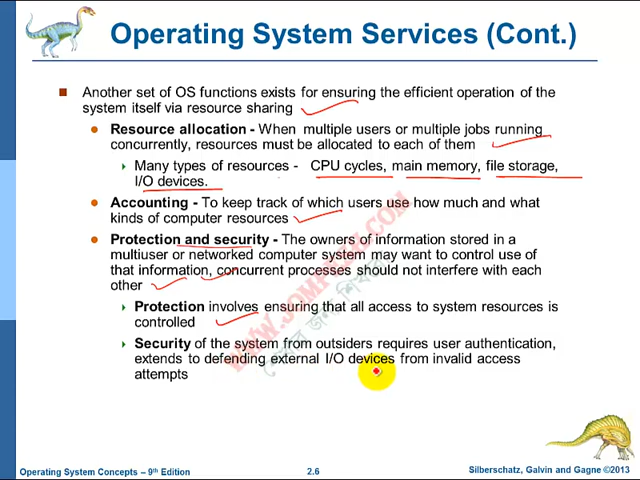 Operating System Services (Cont.)
Another set of OS functions exists for ensuring the efficient operation of the
system itself via resource sharing
Resource allocation - When multiple users or multiple jobs running
concurrently, resources must be allocated to each of them
Many types of resources - CPU cycles, main memory, file storage,
I/O devices.
Accounting - To keep track of which users use how much and what
kinds of computer resources
Protection and security - The owners of information stored in a
multiuser or networked computer system may want to control use of
that information, concurrent processes should not interfere with each
other
Protection involves ensuring that all access to system resources is
controlled
Security of the system from outsiders requires user authentication,
extends to defending external I/O devices from invalid access
attempts
Operating System Concepts – 9th Edition
2.6
Silberschatz, Galvin and Gagne ©2013